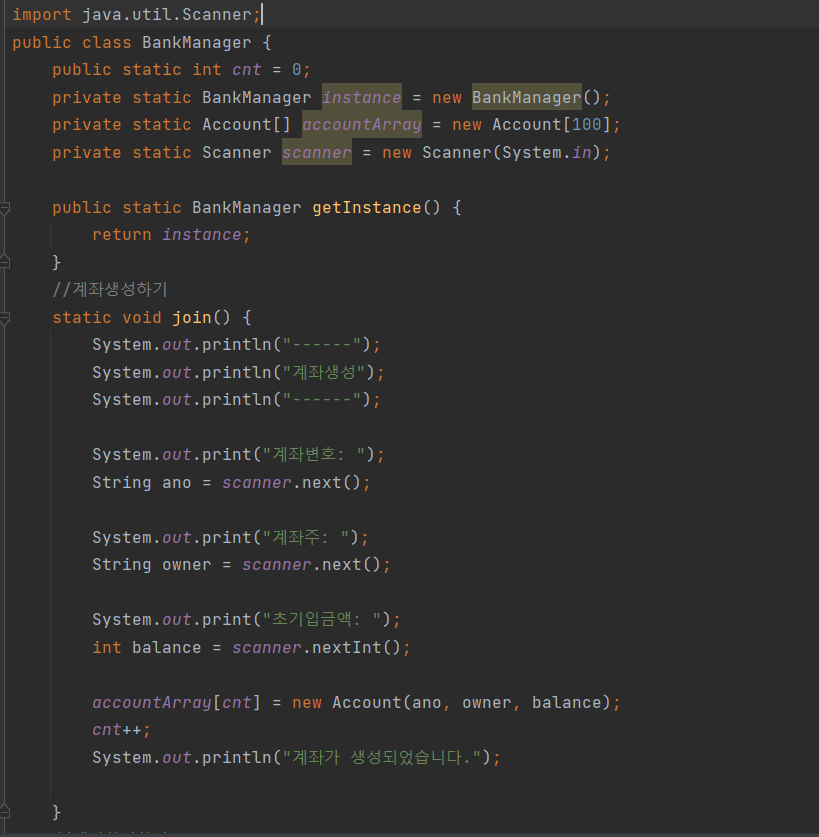 import java.util.Scanner;
public class BankManager {
public static int cnt = 0;
private static BankManager instance = new BankManager();
private static Account[] accountArray = new Account[100];
private static Scanner scanner = new Scanner(System.in);
public static BankManager getInstance() {
return instance;
}
//계좌생성하기
static void join() {
System.out.println("------");
System.out.println("계좌생성");
System.out.println("------");
System.out.print("계좌변호: ");
String ano = scanner.next();
System.out.print("계좌주: ");
String owner = scanner.next();
System.out.print("초기입금액: ");
int balance = scanner.nextInt();
accountArray[cnt] = new Account(ano, owner, balance);
cnt++;
System.out.println("계좌가 생성되었습니다.");
}